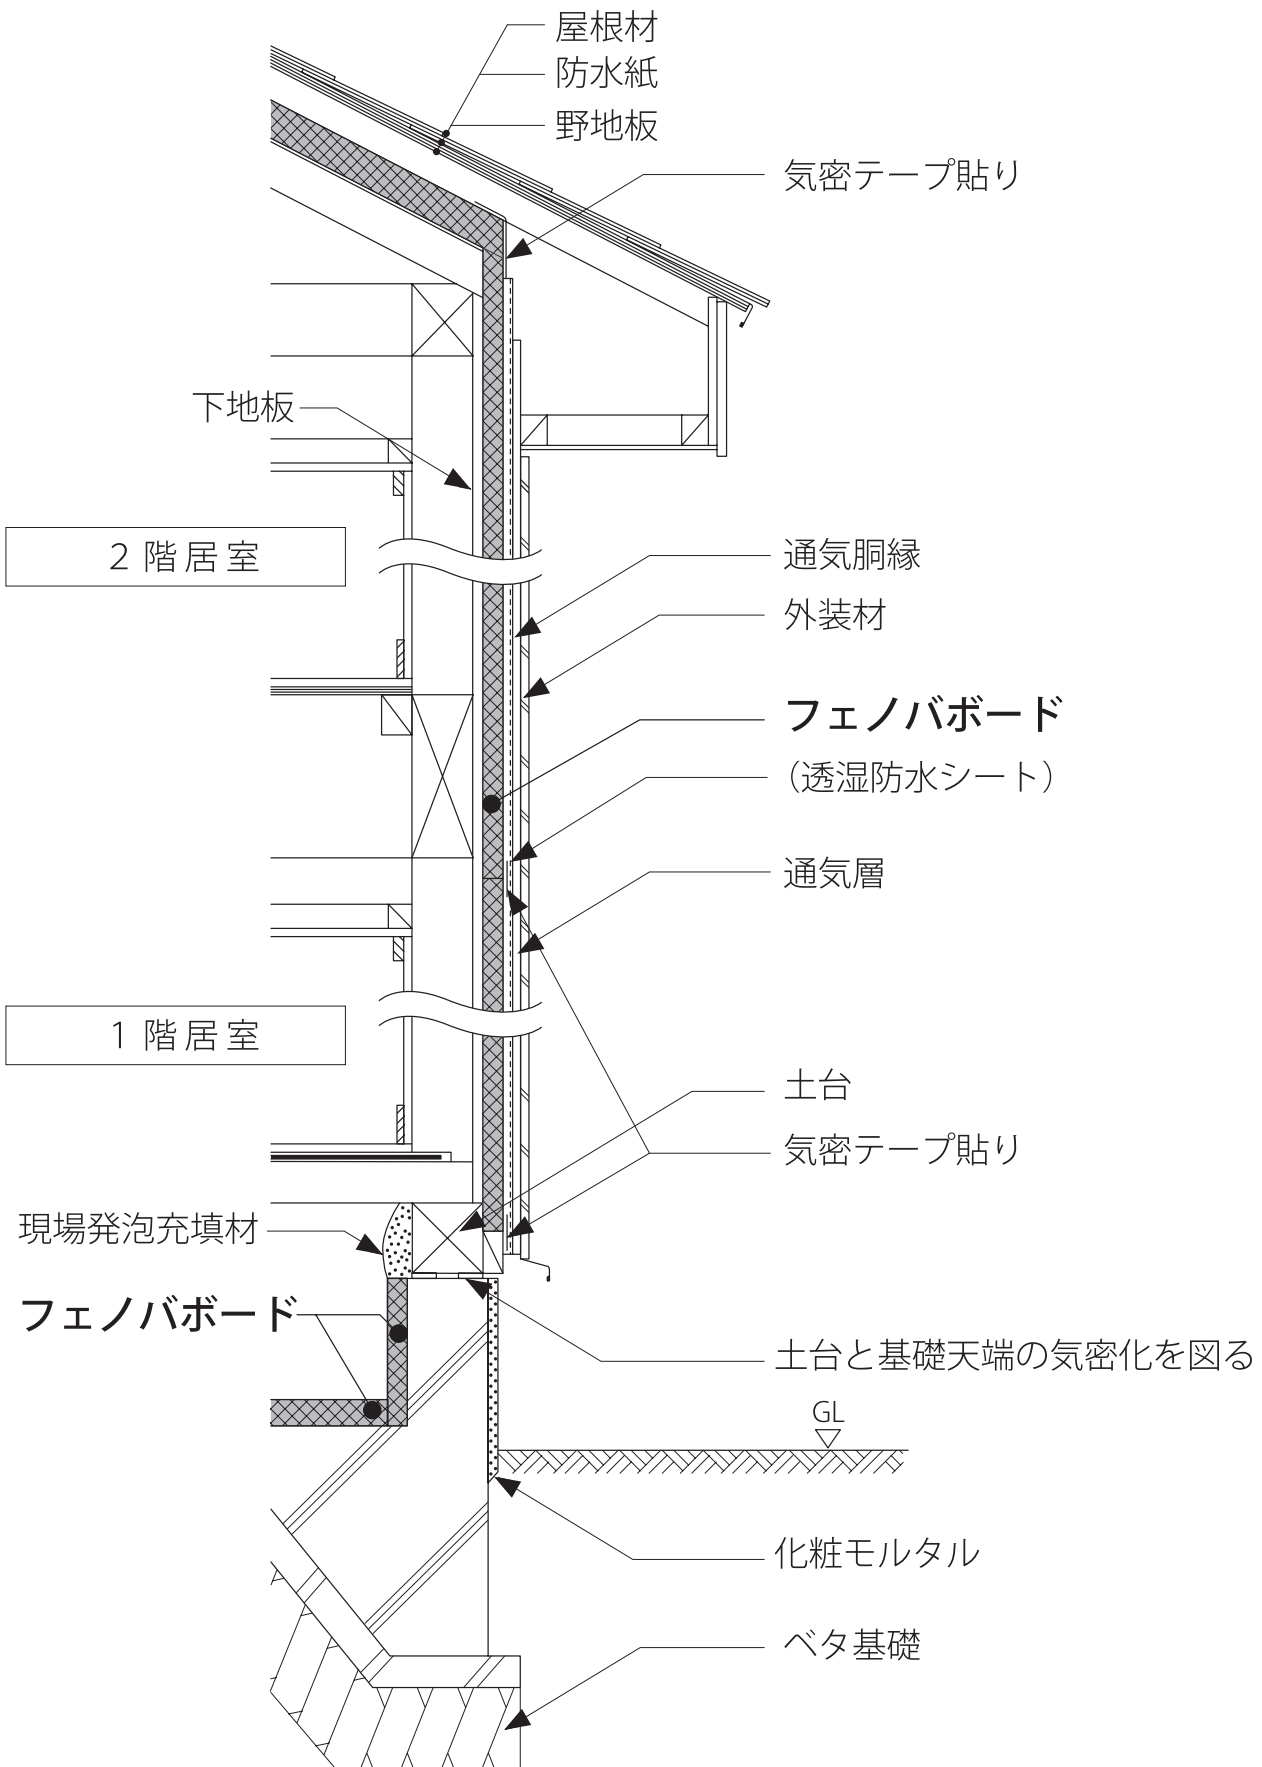 屋根材
防水紙
野地板
気密テープ貼り
下地板
2階居室
通気胴縁
外装材
フェノバボード
（透湿防水シート）
通気層
1階居室
土台
気密テープ貼り
現場発泡充填材
フェノバボード
土台と基礎天端の気密化を図る
GL
化粧モルタル
ベタ基礎